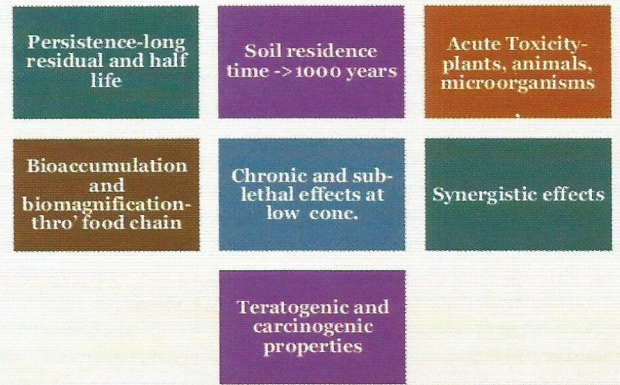 Persistence-long
residual and half
life
Soil residence
time ->1000 years
Acute Toxicity-
plants, animals,
microorganisms
,
Bioaccumulation
and
biomagnification-
thro' food chain
Chronic and sub-
lethal effects at
low conc.
Synergistic effects
Teratogenic and
carcinogenic
properties